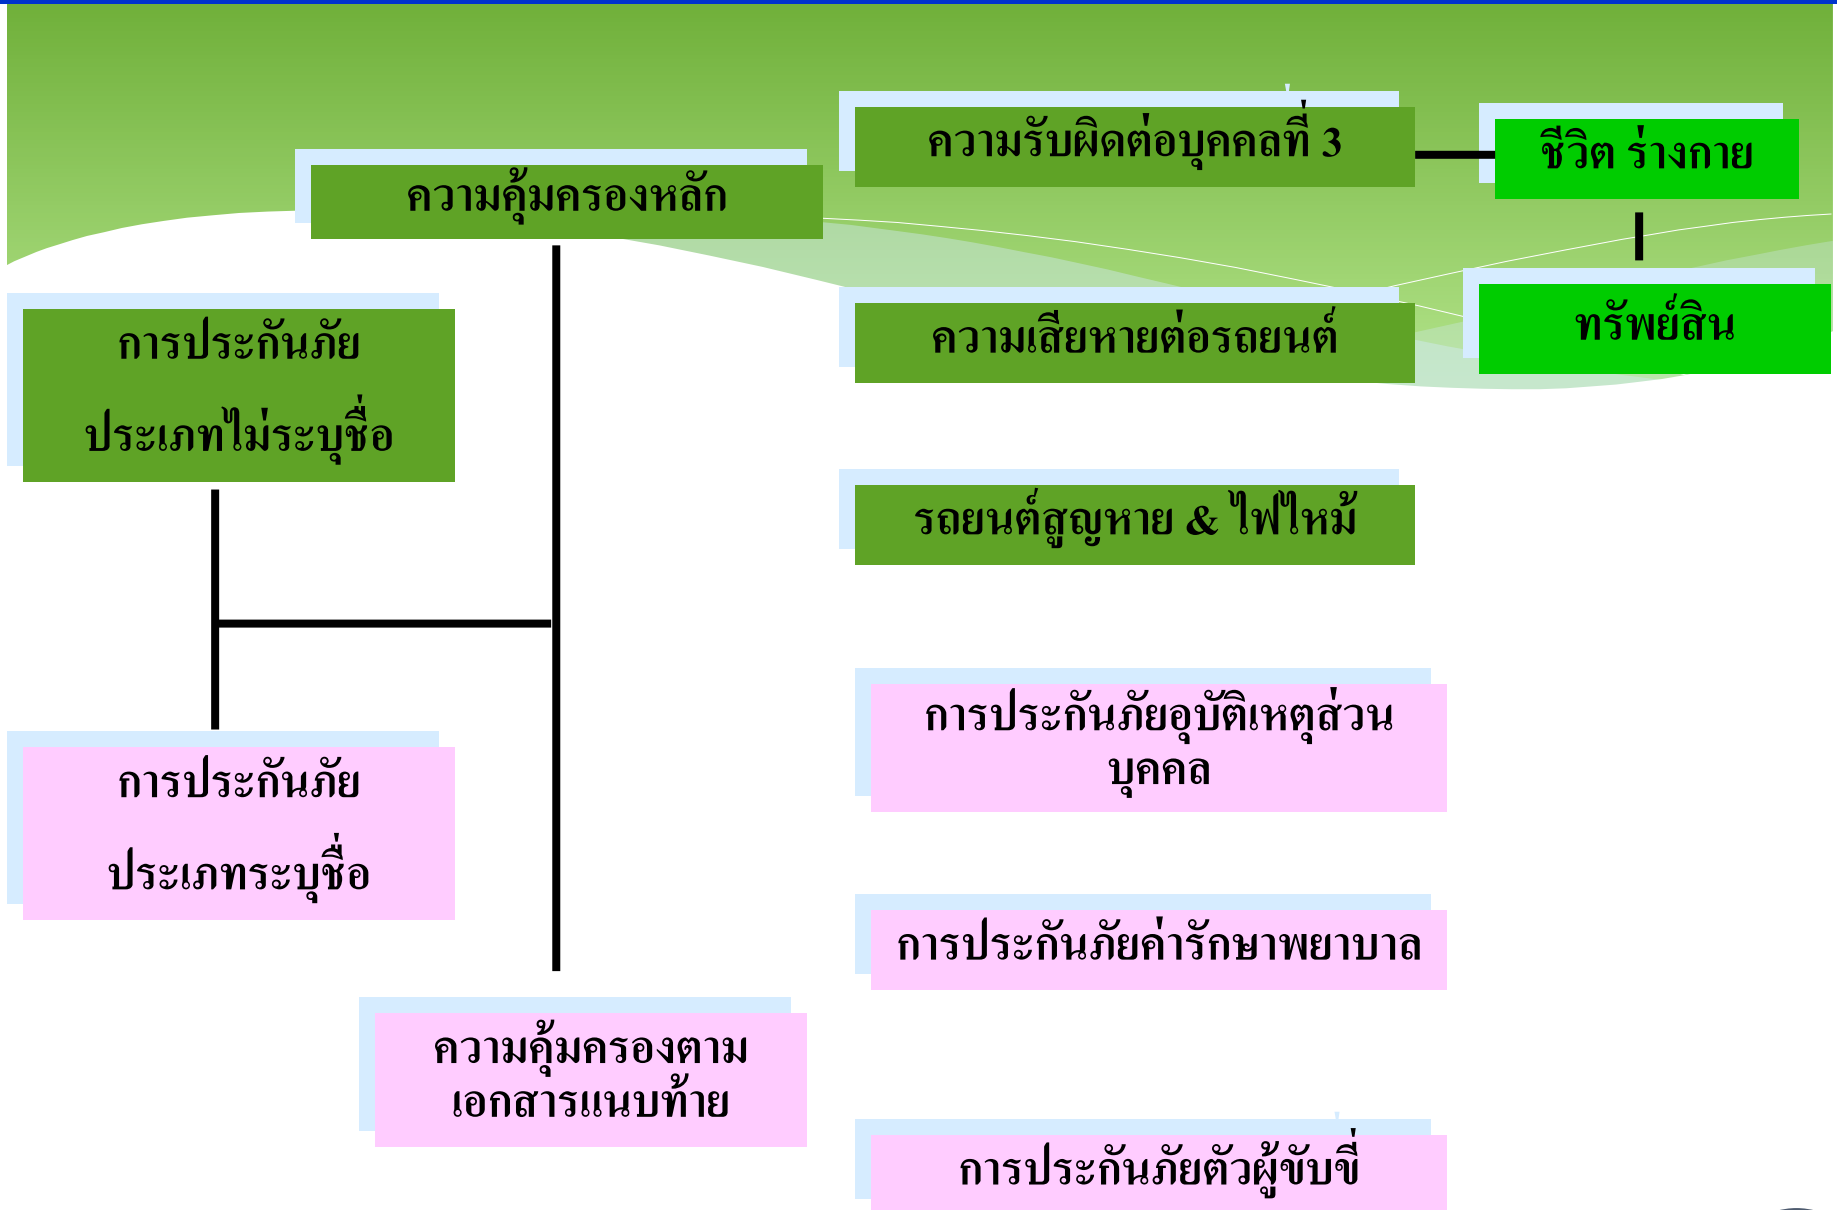 ความคุ้มครองหลัก
การประกันภัย
ประเภทไม่ระบุชื่อ
การประกันภัย
ประเภทระบุชื่อ
ความคุ้มครองตาม
เอกสารแนบท้าย
ความรับผิดต่อบุคคลที่ 3
ชีวิต ร่างกาย
ทรัพย์สิน
ความเสียหายต่อรถยนต์
รถยนต์สูญหาย & ไฟไหม้
การประกันภัยอุบัติเหตุส่วน
บุคคล
การประกันภัยค่ารักษาพยาบาล
การประกันภัยตัวผู้ขับขี่